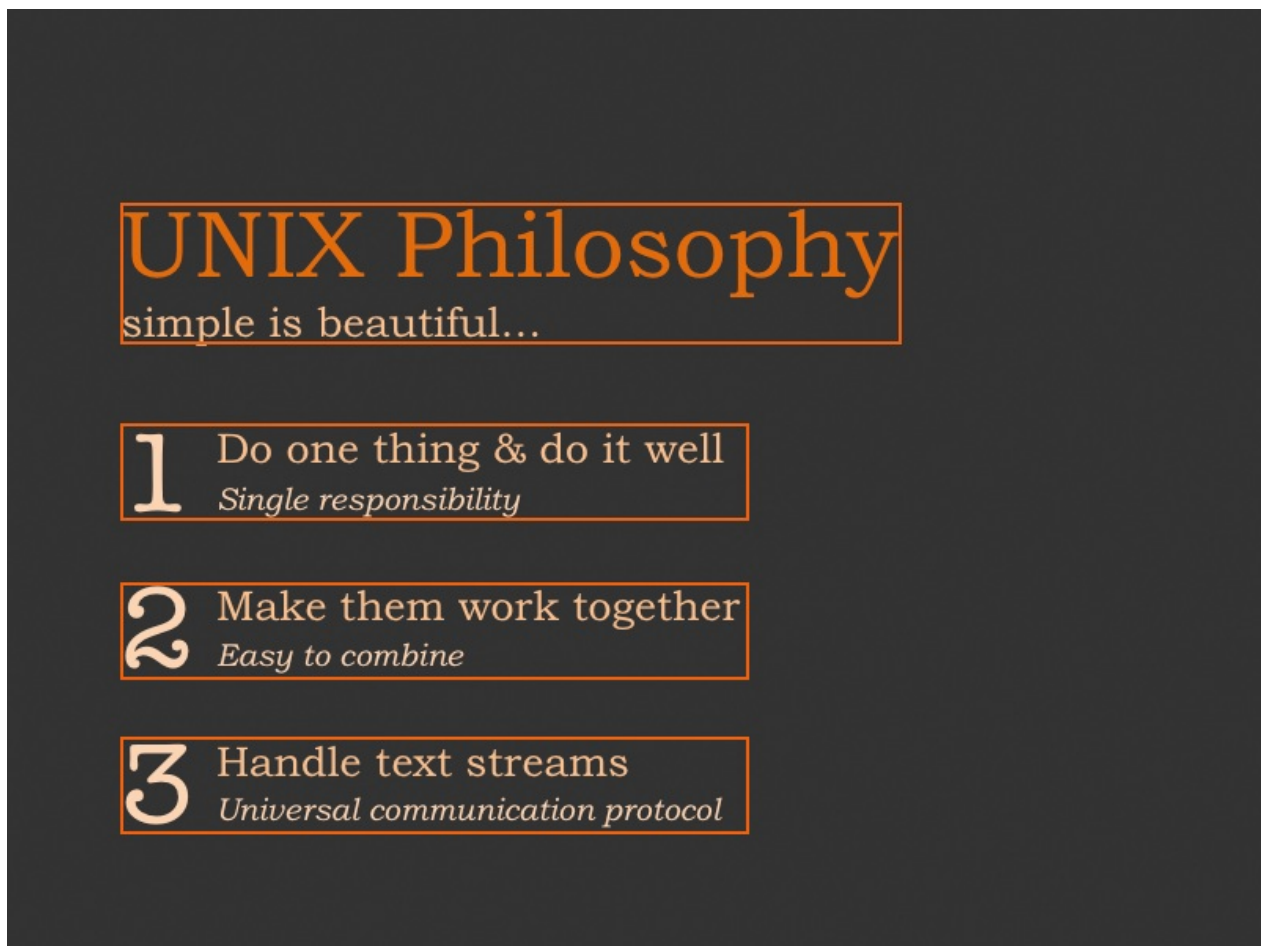 UNIX Philosophy
simple is beautiful...
1 Do one thing & do it well
Single responsibility
2 Make them work together
Easy to combine
3 Handle text streams
Universal communication protocol